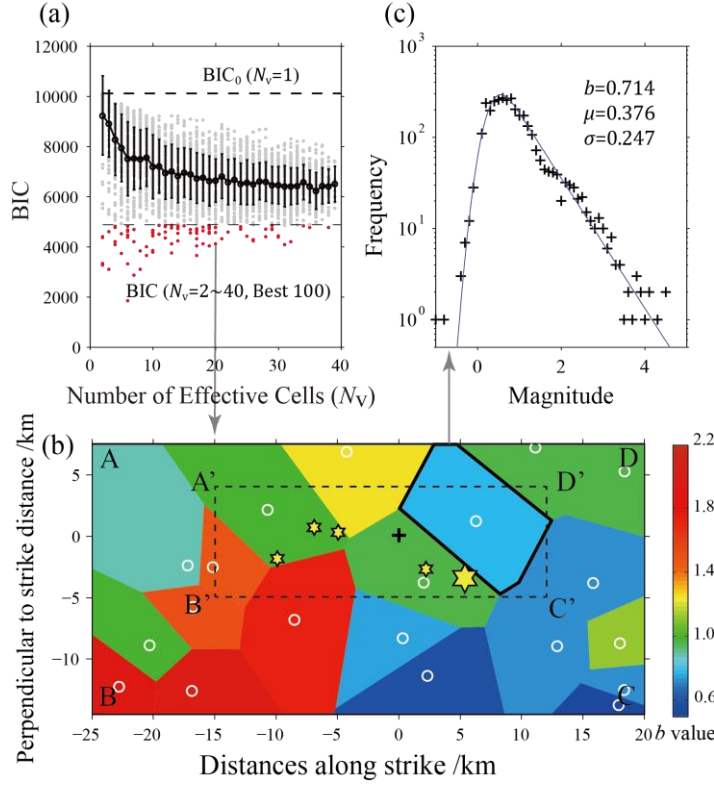 (a)
BIC₀ (Nᵥ=1)
BIC (Nᵥ=2~40, Best 100)
12000
10000
8000
6000
4000
2000
0
BIC
0 10 20 30 40
Number of Effective Cells (Nᵥ)
(c)
b=0.714
μ=0.376
σ=0.247
10³
10²
10¹
10⁰
Frequency
0 2 4
Magnitude
(b)
A D
A' D'
B' C'
B C
5
0
−5
−10
Perpendicular to strike distance/km
−25 −20 −15 −10 −5 0 5 10 15 20
Distances along strike /km
2.2
1.8
1.4
1.0
0.6
b value